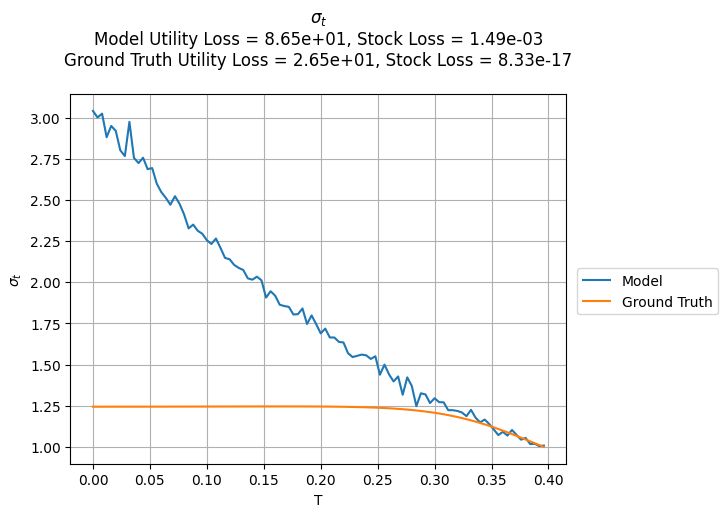 σt
Model Utility Loss = 8.65e+01, Stock Loss = 1.49e-03
Ground Truth Utility Loss = 2.65e+01, Stock Loss = 8.33e-17
3.00
2.75
2.50
2.25
2.00
1.75
1.50
1.25
1.00
σt
0.00 0.05 0.10 0.15 0.20 0.25 0.30 0.35 0.40
T
Model
Ground Truth